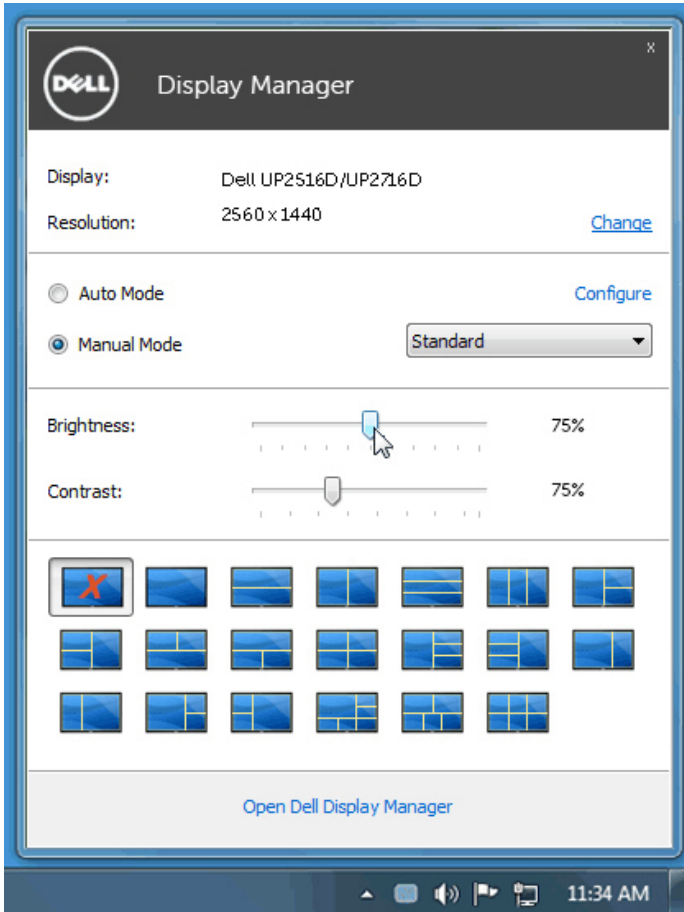 x
DELL
Display Manager
Display: Dell UP2516D/UP2716D
Resolution: 2560 x 1440 Change
Auto Mode Configure
Manual Mode Standard
Brightness: 75%
Contrast: 75%
X
Open Dell Display Manager
11:34 AM